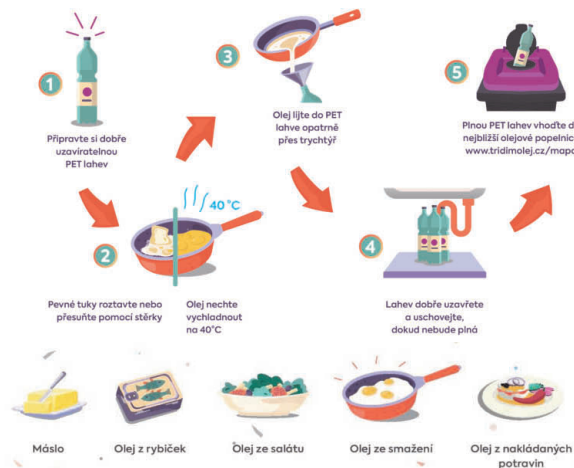 1
Připravte si dobře
uzavíratelnou
PET lahev
2
40°C
Pevné tuky roztavte nebo
přesuňte pomocí stěrky
Olej nechte
vychladnout
na 40°C
3
Olej lijte do PET
lahve opatrně
přes trychtýř
4
Lahev dobře uzavřete
a uschovejte,
dokud nebude plná
5
Plnou PET lahev vhoďte d
nejbližší olejové popelnic
www.tridimolej.cz/mapa
Máslo
Olej z rybiček
Olej ze salátu
Olej ze smažení
Olej z nakládaných
potravin